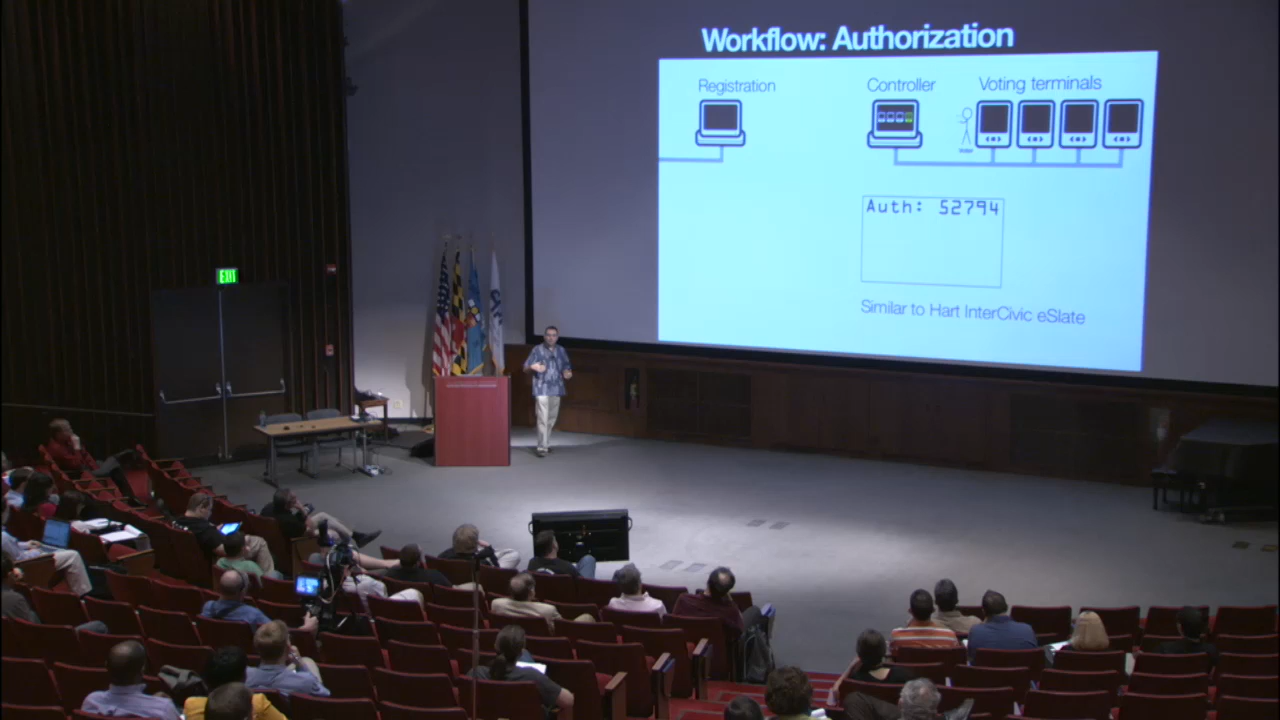 Workflow: Authorization
Registration
Controller
Voting terminals
Auth: 52794
Similar to Hart InterCivic eSlate
EXIT